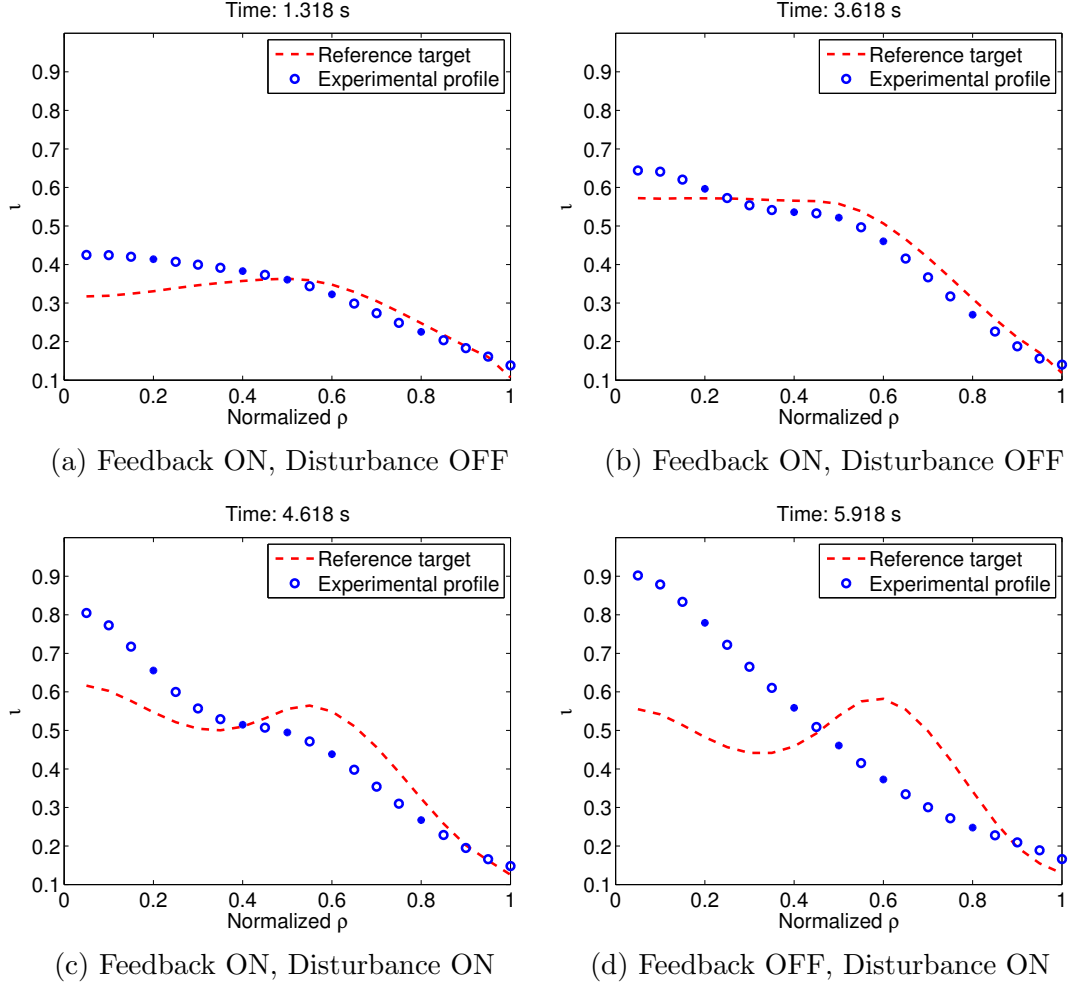 Time: 1.318 s
Reference target
Experimental profile
0.9
0.8
0.7
0.6
0.5
0.4
0.3
0.2
0.1
ι
0
0.2
0.4
0.6
0.8
1
Normalized ρ
(a) Feedback ON, Disturbance OFF
Time: 3.618 s
Reference target
Experimental profile
0.9
0.8
0.7
0.6
0.5
0.4
0.3
0.2
0.1
ι
0
0.2
0.4
0.6
0.8
1
Normalized ρ
(b) Feedback ON, Disturbance OFF
Time: 4.618 s
Reference target
Experimental profile
0.9
0.8
0.7
0.6
0.5
0.4
0.3
0.2
0.1
ι
0
0.2
0.4
0.6
0.8
1
Normalized ρ
(c) Feedback ON, Disturbance ON
Time: 5.918 s
Reference target
Experimental profile
0.9
0.8
0.7
0.6
0.5
0.4
0.3
0.2
0.1
ι
0
0.2
0.4
0.6
0.8
1
Normalized ρ
(d) Feedback OFF, Disturbance ON